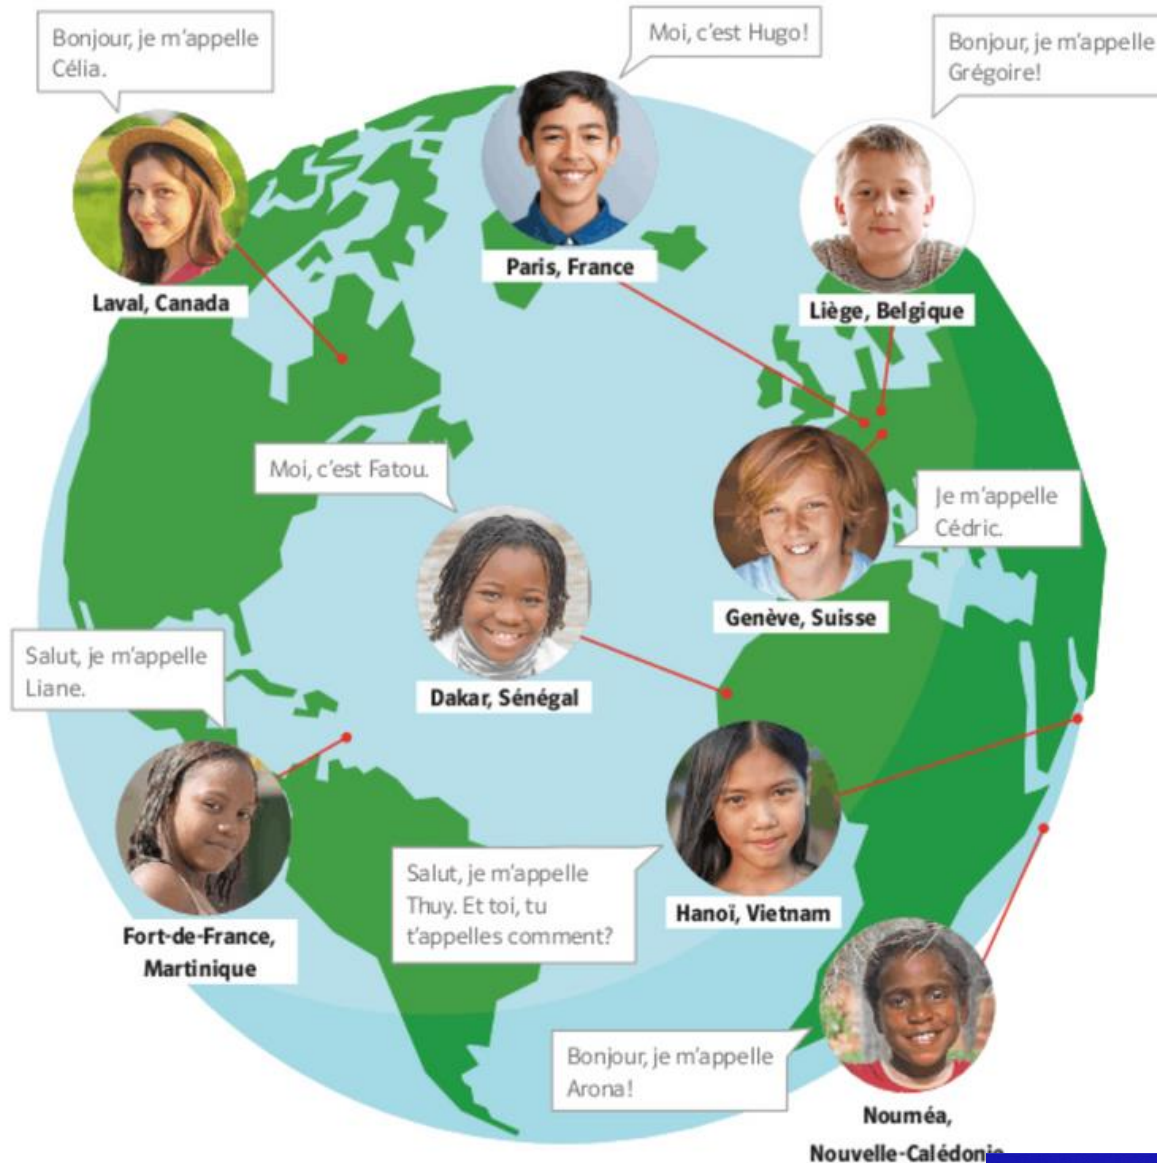 Bonjour, je m'appelle
Célia.
Moi, c'est Hugo!
Bonjour, je m'appelle
Grégoire!
Laval, Canada
Paris, France
Liège, Belgique
Moi, c'est Fatou.
Je m'appelle
Cédric.
Genève, Suisse
Dakar, Sénégal
Salut, je m'appelle
Liane.
Fort-de-France,
Martinique
Salut, je m'appelle
Thuy. Et toi, tu
t'appelles comment?
Hanoï, Vietnam
Bonjour, je m'appelle
Arona!
Nouméa,
Nouvelle-Calédonie